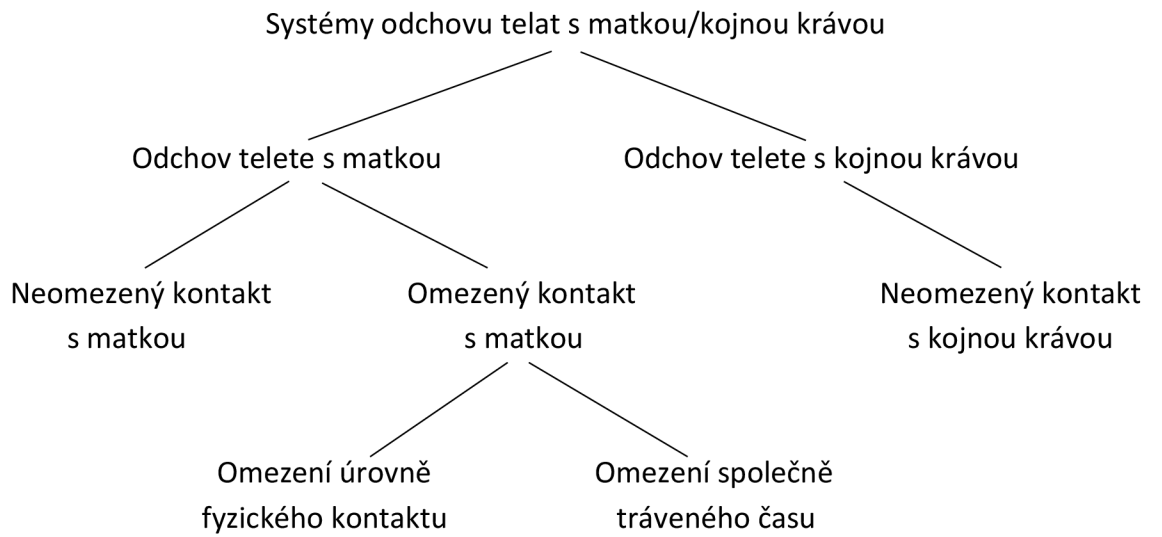 Systémy odchovu telat s matkou/kojnou krávou
Odchov telete s matkou
Odchov telete s kojnou krávou
Neomezený kontakt
s matkou
Omezený kontakt
s matkou
Neomezený kontakt
s kojnou krávou
Omezení úrovně
fyzického kontaktu
Omezení společně
tráveného času